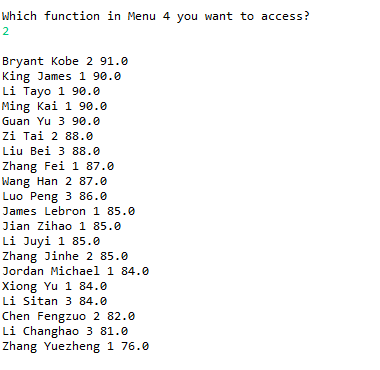 Which function in Menu 4 you want to access?
2
Bryant Kobe 2 91.0
King James 1 90.0
Li Tayo 1 90.0
Ming Kai 1 90.0
Guan Yu 3 90.0
Zi Tai 2 88.0
Liu Bei 3 88.0
Zhang Fei 1 87.0
Wang Han 2 87.0
Luo Peng 3 86.0
James Lebron 1 85.0
Jian Zihao 1 85.0
Li Juyi 1 85.0
Zhang Jinhe 2 85.0
Jordan Michael 1 84.0
Xiong Yu 1 84.0
Li Sitan 3 84.0
Chen Fengzuo 2 82.0
Li Changhao 3 81.0
Zhang Yuezheng 1 76.0